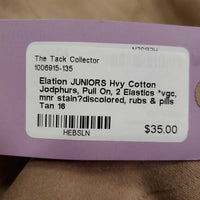 The Tack Collector
1006915-135
Elation JUNIORS Hvy Cotton
Jodphurs, Pull On, 2 Elastics *vgc,
mnr stain?discolored, rubs & pills
Tan 16
HEBSLN
$35.00